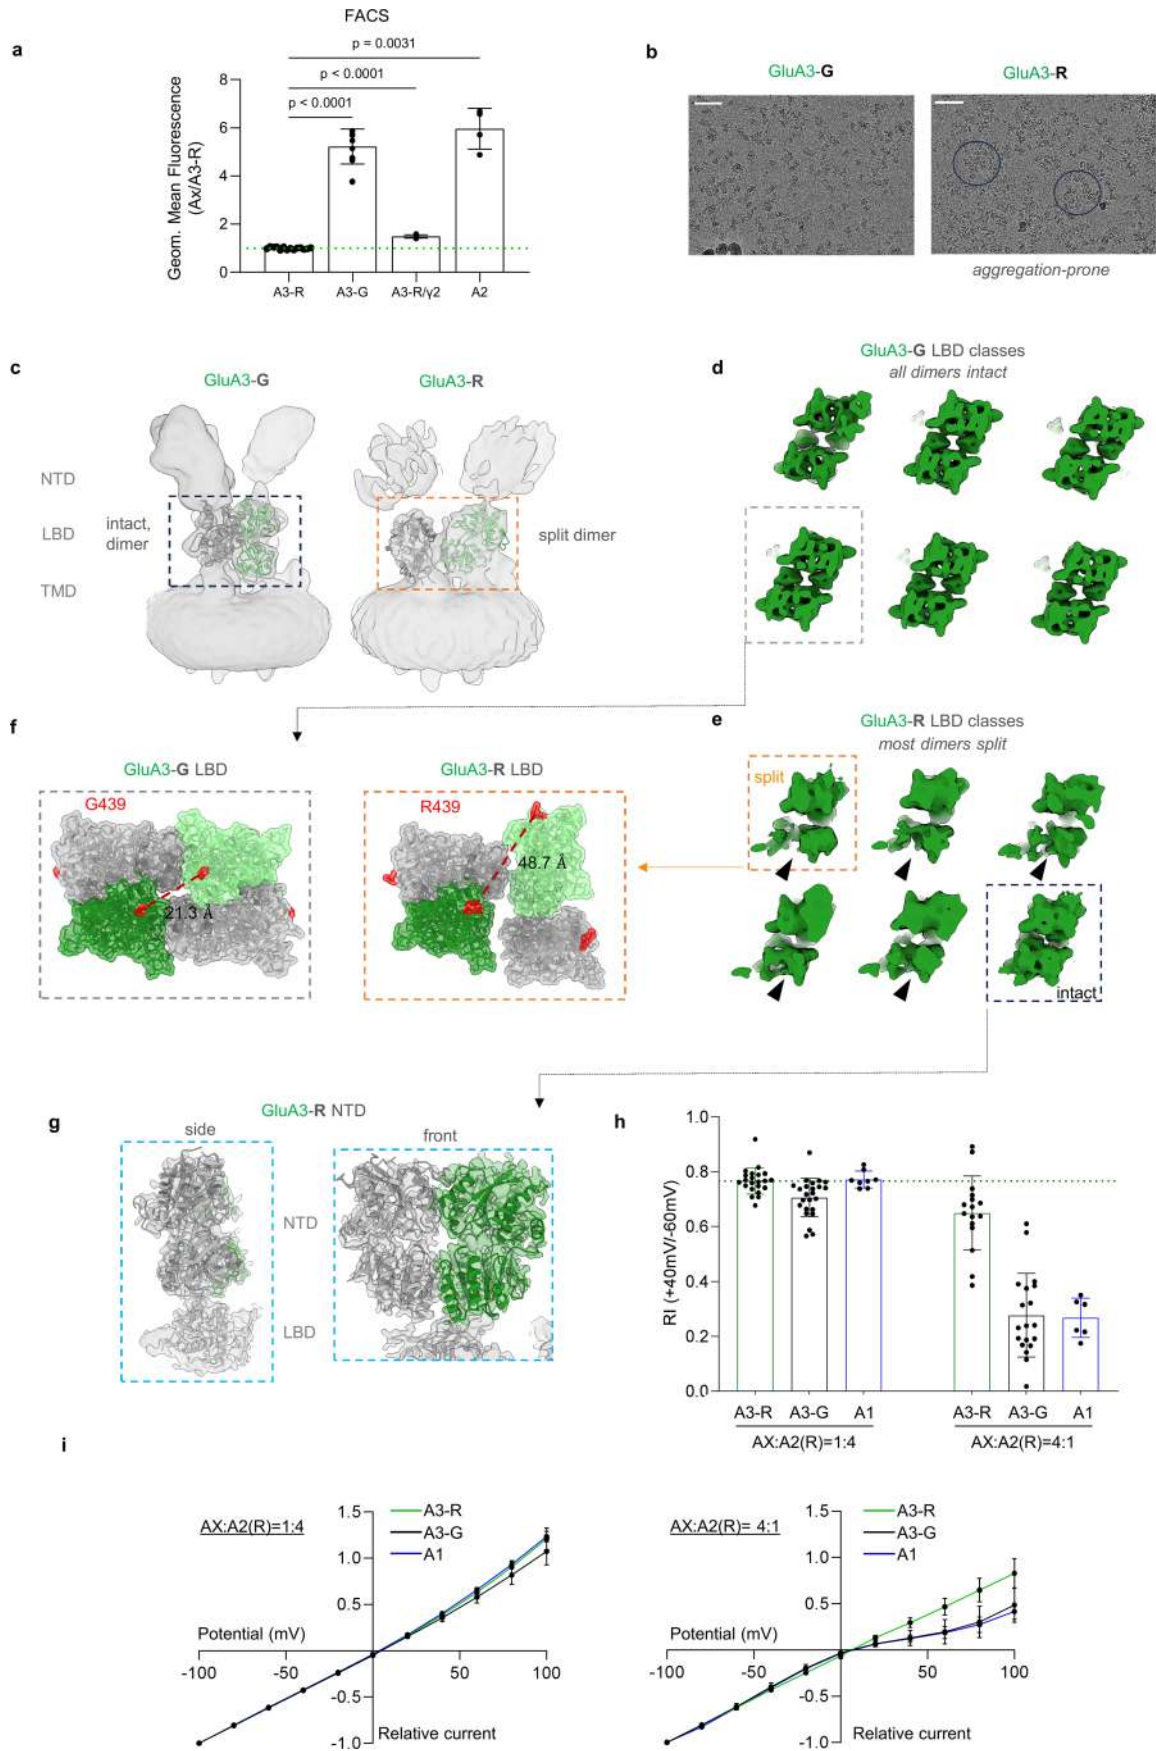 FACS
a
p = 0.0031
p < 0.0001
p < 0.0001
Geom. Mean Fluorescence
(Ax/A3-R)
8
6
4
2
0
A3-R A3-G A3-R/γ2 A2
b
GluA3-G GluA3-R
aggregation-prone
c
GluA3-G GluA3-R
NTD
LBD
TMD
intact,
dimer
split dimer
d
GluA3-G LBD classes
all dimers intact
e
GluA3-R LBD classes
most dimers split
split
intact
f
GluA3-G LBD
G439
21.3 Å
GluA3-R LBD
R439
48.7 Å
g
GluA3-R NTD
side front
NTD
LBD
h
RI (+40mV/-60mV)
1.0
0.8
0.6
0.4
0.2
0.0
A3-R A3-G A1 A3-R A3-G A1
AX:A2(R)=1:4 AX:A2(R)=4:1
i
AX:A2(R)=1:4
A3-R
A3-G
A1
1.5
1.0
0.5
Potential (mV)
-100 -50 50 100
-0.5
-1.0
Relative current
AX:A2(R)= 4:1
A3-R
A3-G
A1
1.5
1.0
0.5
Potential (mV)
-100 -50 0 50 100
-0.5
-1.0
Relative current